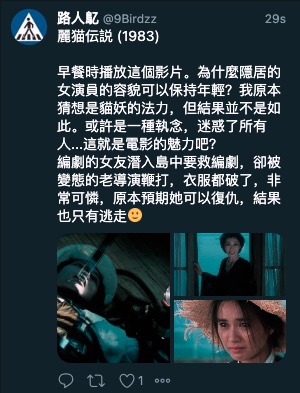 路人虰 @9Birdzz 29s
麗猫伝説 (1983)
早餐時播放這個影片。為什麼隱居的
女演員的容貌可以保持年輕？我原本
猜想是貓妖的法力，但結果並不是如
此。或許是一種執念，迷惑了所有
人...這就是電影的魅力吧？
編劇的女友潛入島中要救編劇，卻被
變態的老導演鞭打，衣服都破了，非
常可憐，原本預期她可以復仇，結果
也只有逃走🙂
1